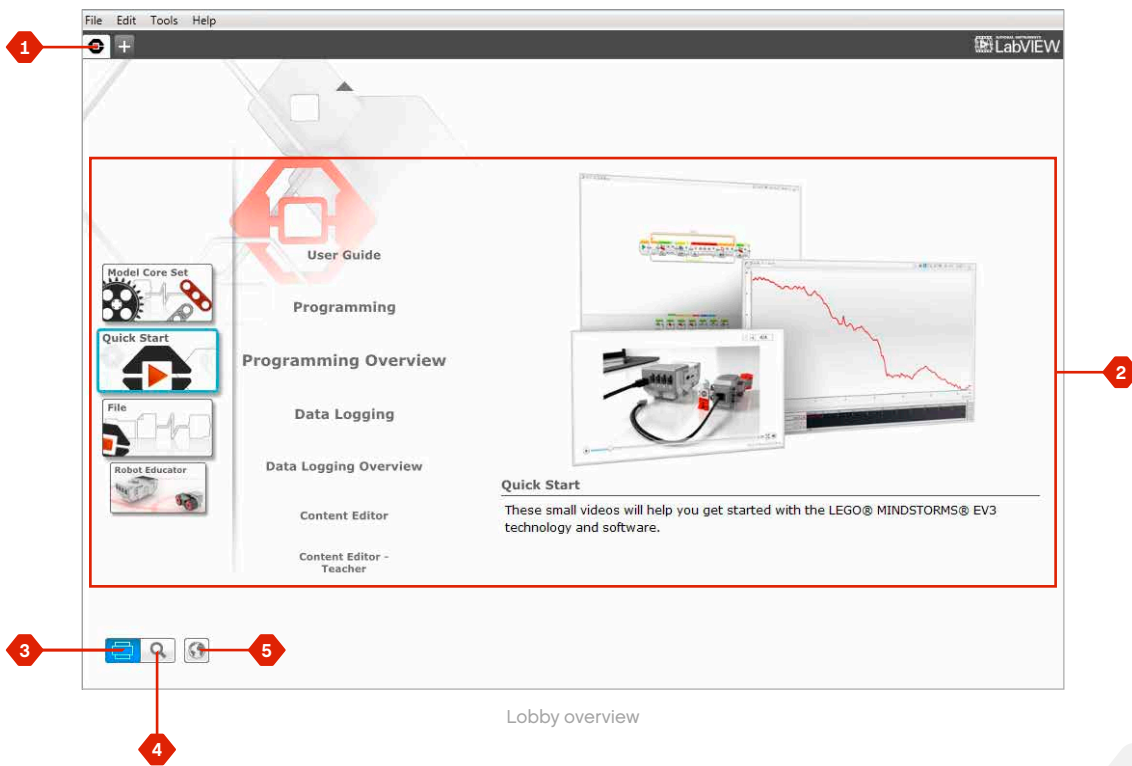 File Edit Tools Help
1
+
NATIONAL INSTRUMENTS
LabVIEW
User Guide
Model Core Set
Programming
Quick Start
Programming Overview
2
File
Data Logging
Robot Educator
Data Logging Overview
Quick Start
These small videos will help you get started with the LEGO® MINDSTORMS® EV3
technology and software.
Content Editor
Content Editor -
Teacher
3
5
Lobby overview
4